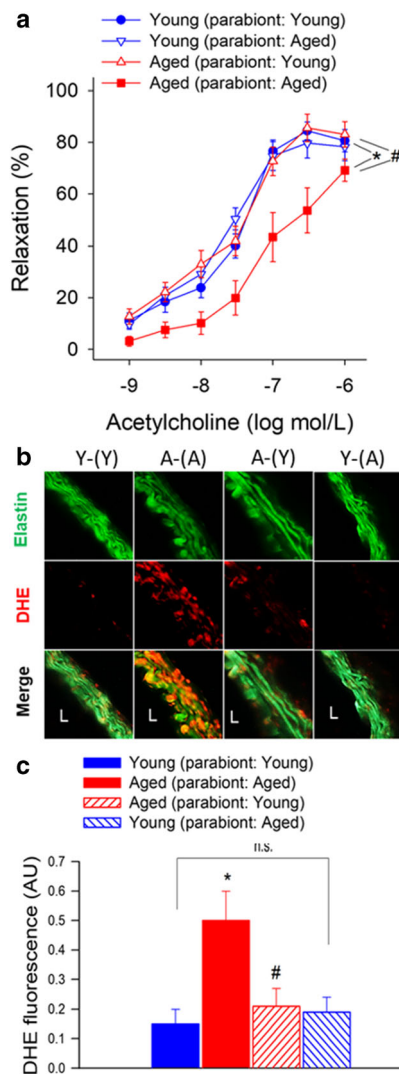 a
Young (parabiont: Young)
Young (parabiont: Aged)
Aged (parabiont: Young)
Aged (parabiont: Aged)
Relaxation (%)
100
80
60
40
20
0
*
#
-9
-8
-7
-6
Acetylcholine (log mol/L)
b
Y-(Y)
A-(A)
A-(Y)
Y-(A)
Elastin
DHE
Merge
L
L
L
L
c
Young (parabiont: Young)
Aged (parabiont: Aged)
Aged (parabiont: Young)
Young (parabiont: Aged)
DHE fluorescence (AU)
0.7
0.6
0.5
0.4
0.3
0.2
0.1
0.0
n.s.
*
#